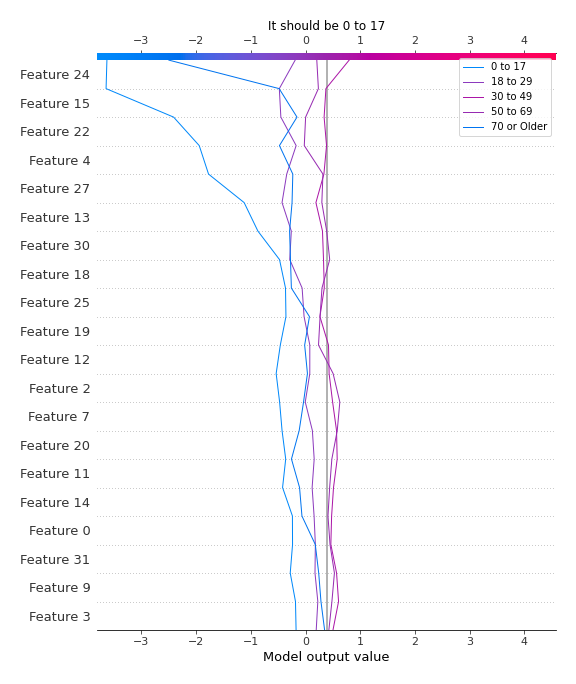 It should be 0 to 17
−3 −2 −1 0 1 2 3 4
0 to 17
18 to 29
30 to 49
50 to 69
70 or Older
Feature 24
Feature 15
Feature 22
Feature 4
Feature 27
Feature 13
Feature 30
Feature 18
Feature 25
Feature 19
Feature 12
Feature 2
Feature 7
Feature 20
Feature 11
Feature 14
Feature 0
Feature 31
Feature 9
Feature 3
−3 −2 −1 0 1 2 3 4
Model output value